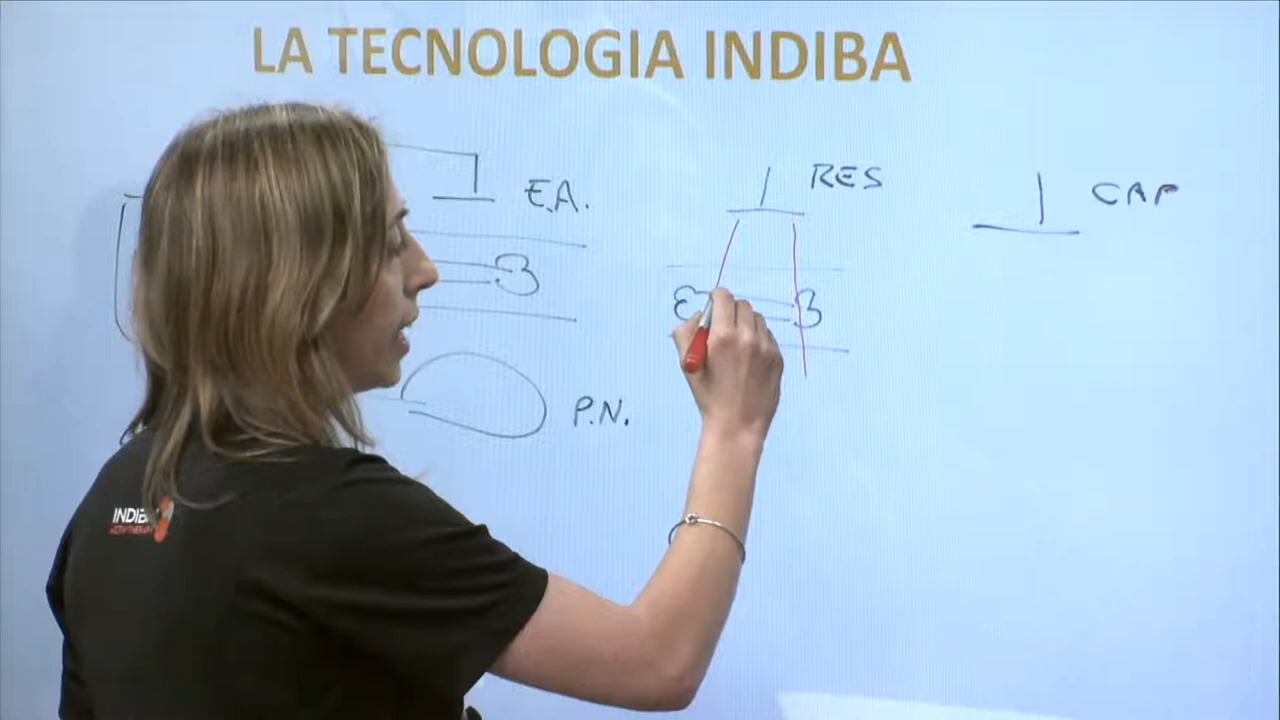 LA TECNOLOGIA INDIBA
E.A.
RES
CAP
P.N.
INDIBA